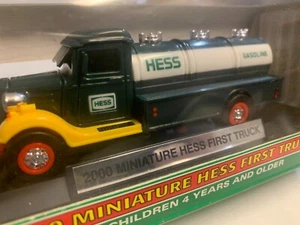 HESS
GASOLINE
HESS
2000 MINIATURE HESS FIRST TRUCK
MINIATURE HESS FIRST TRU
CHILDREN 4 YEARS AND OLDER